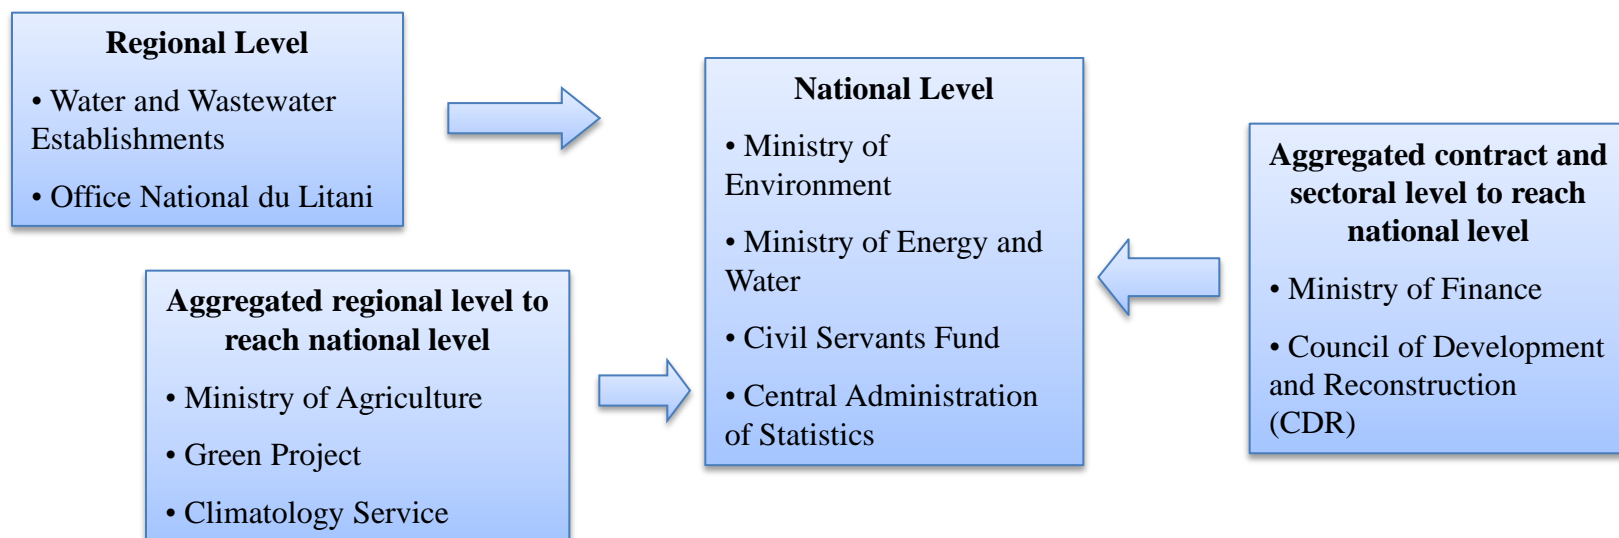 Regional Level
• Water and Wastewater
Establishments
• Office National du Litani
Aggregated regional level to
reach national level
• Ministry of Agriculture
• Green Project
• Climatology Service
National Level
• Ministry of
Environment
• Ministry of Energy and
Water
• Civil Servants Fund
• Central Administration
of Statistics
Aggregated contract and
sectoral level to reach
national level
• Ministry of Finance
• Council of Development
and Reconstruction
(CDR)